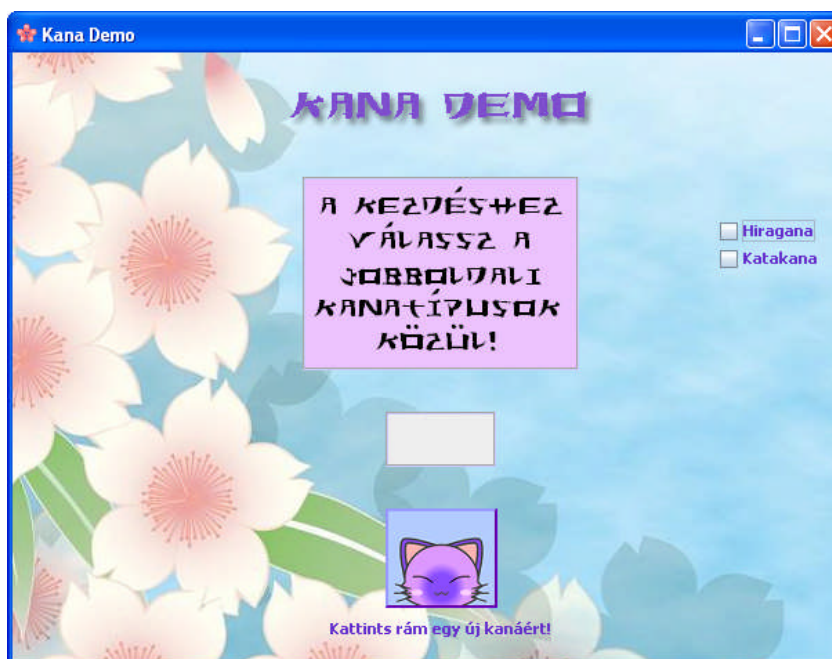 Kana Demo
KANA DEMO
A KEZDÉSHEZ
VÁLASSZ A
JOBBOLDALI
KANATÍPUSOK
KÖZÜL!
Hiragana
Katakana
Kattints rám egy új kanáért!